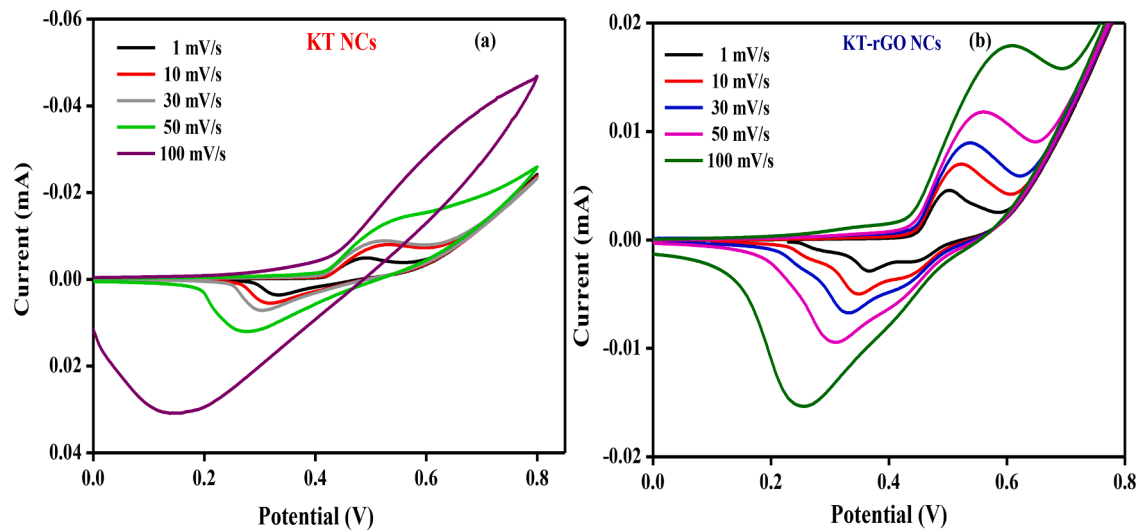 KT NCs
(a)
1 mV/s
10 mV/s
30 mV/s
50 mV/s
100 mV/s
Current (mA)
-0.06
-0.04
-0.02
0.00
0.02
0.04
0.0 0.2 0.4 0.6 0.8
Potential (V)
KT-rGO NCs
(b)
1 mV/s
10 mV/s
30 mV/s
50 mV/s
100 mV/s
Current (mA)
0.02
0.01
0.00
-0.01
-0.02
0.0 0.2 0.4 0.6 0.8
Potential (V)